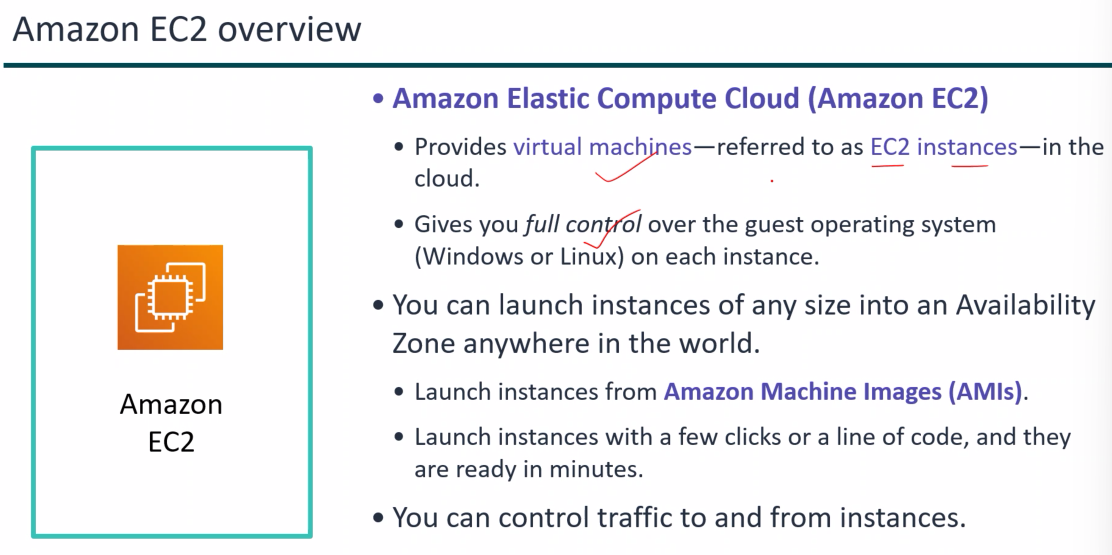 Amazon EC2 overview
Amazon
EC2
• Amazon Elastic Compute Cloud (Amazon EC2)
• Provides virtual machines—referred to as EC2 instances—in the
cloud.
• Gives you full control over the guest operating system
(Windows or Linux) on each instance.
• You can launch instances of any size into an Availability
Zone anywhere in the world.
• Launch instances from Amazon Machine Images (AMIs).
• Launch instances with a few clicks or a line of code, and they
are ready in minutes.
• You can control traffic to and from instances.